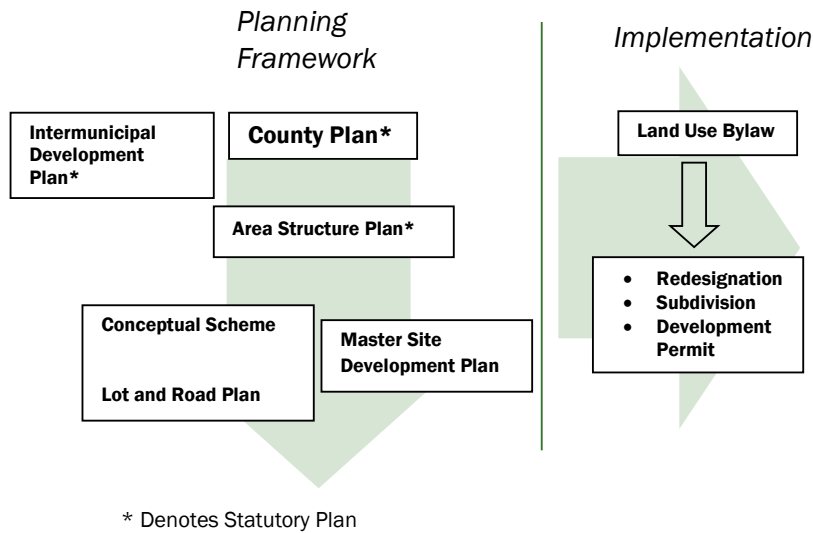 Planning
Framework
Implementation
Intermunicipal
Development
Plan*
County Plan*
Area Structure Plan*
Conceptual Scheme
Lot and Road Plan
Master Site
Development Plan
Land Use Bylaw
• Redesignation
• Subdivision
• Development
Permit
* Denotes Statutory Plan